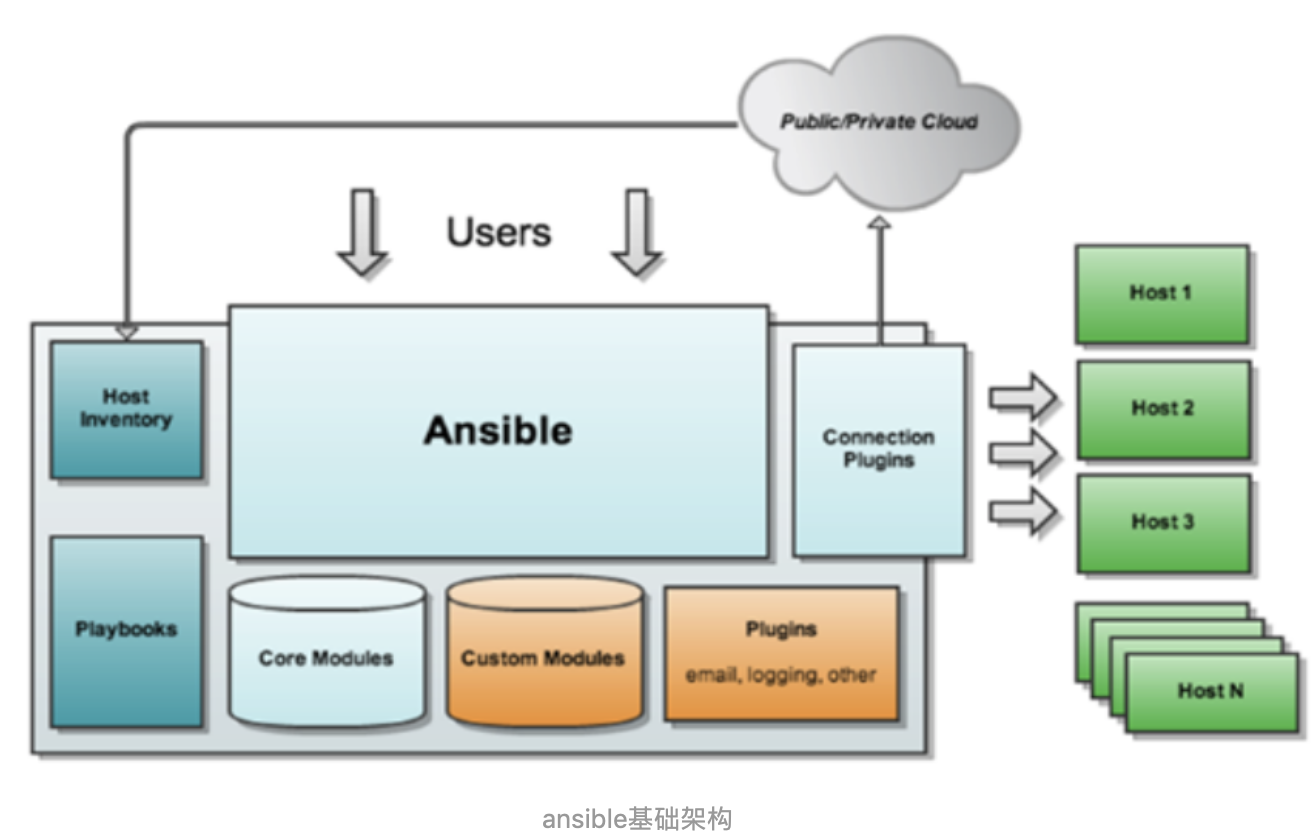 Public/Private Cloud
Users
Host 1
Host
Inventory
Ansible
Connection
Plugins
Host 2
Host 3
Playbooks
Core Modules
Custom Modules
Plugins
email, logging, other
Host N
ansible基础架构